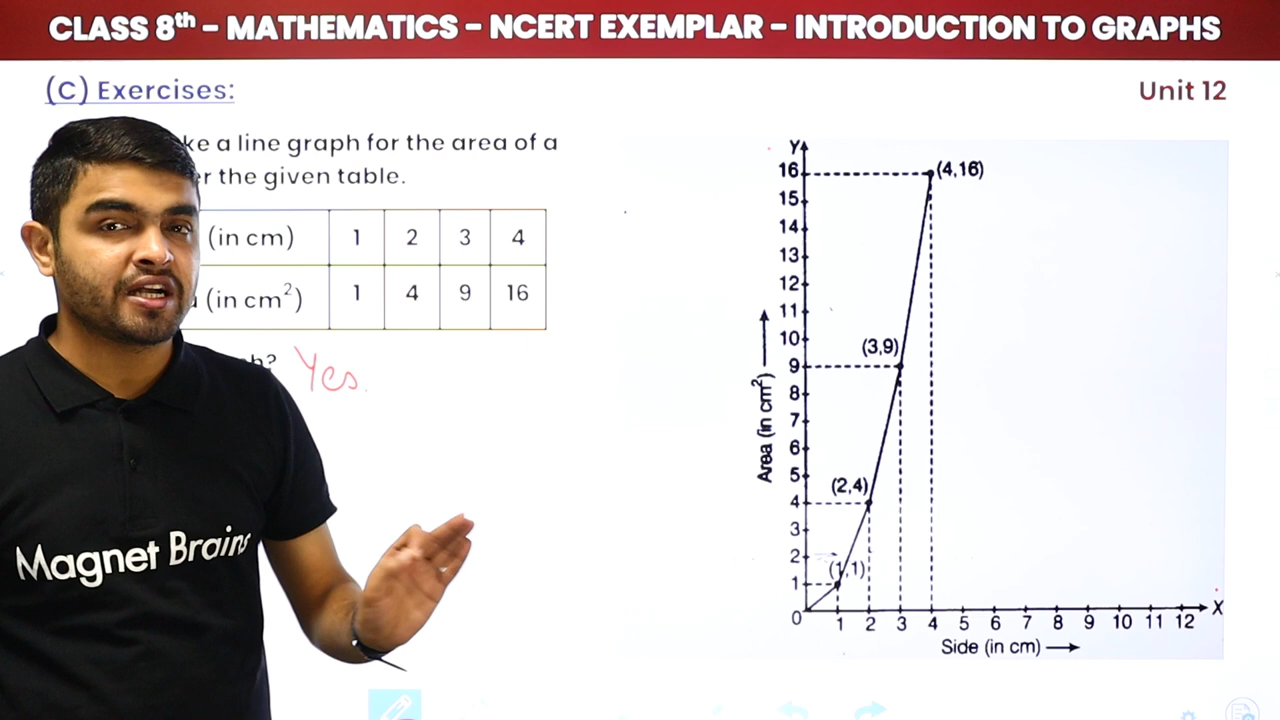 CLASS 8th – MATHEMATICS – NCERT EXEMPLAR – INTRODUCTION TO GRAPHS
(C) Exercises:
Unit 12
a line graph for the area of a
the given table.
(in cm) 1 2 3 4
(in cm²) 1 4 9 16
Yes.
Magnet Brains
Y
16
15
14
13
12
11
10
9
8
7
6
5
4
3
2
1
0
(4,16)
(3,9)
(2,4)
(1,1)
Area (in cm²)
1 2 3 4 5 6 7 8 9 10 11 12 X
Side (in cm)